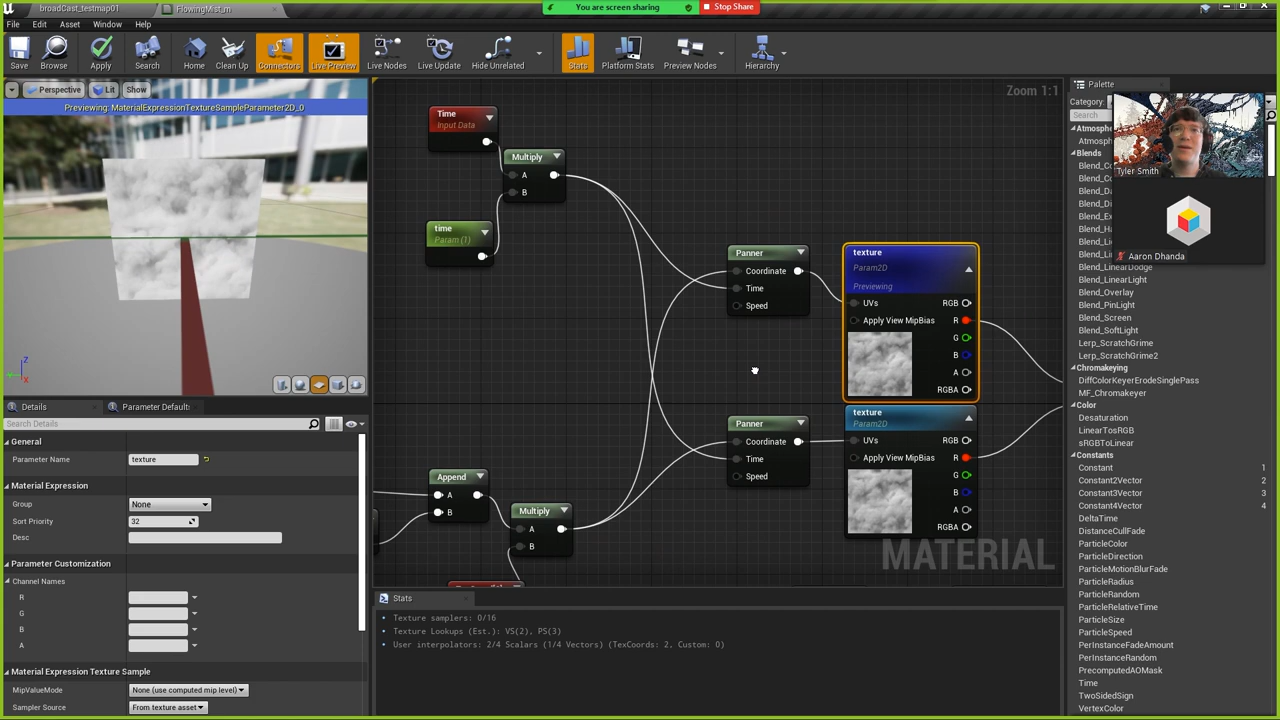 broadCast_testmap01
FlowingMist_m
You are screen sharing
Stop Share
File Edit Asset Window Help
Save Browse Apply Search Home Clean Up Connectors Live Preview Live Nodes Live Update Hide Unrelated Stats Platform Stats Preview Nodes Hierarchy
Perspective Lit Show
Previewing: MaterialExpressionTextureSampleParameter2D_0
Z
Y
X
Zoom 1:1
Time
Input Data
Multiply
A
B
time
Param (1)
Panner
Coordinate
Time
Speed
texture
Param2D
Previewing
UVs RGB
Apply View MipBias R
G
B
A
RGBA
Panner
Coordinate
Time
Speed
texture
Param2D
UVs RGB
Apply View MipBias R
G
B
A
RGBA
Append
A
B
Multiply
A
B
MATERIAL
Palette
Category:
Search
Tyler Smith
Aaron Dhanda
Blends
Blend_LinearDodge
Blend_LinearLight
Blend_Overlay
Blend_PinLight
Blend_Screen
Blend_SoftLight
Lerp_ScratchGrime
Lerp_ScratchGrime2
Chromakeying
DiffColorKeyerErodeSinglePass
MF_Chromakeyer
Color
Desaturation
LinearTosRGB
sRGBToLinear
Constants
Constant 1
Constant2Vector 2
Constant3Vector 3
Constant4Vector 4
DeltaTime
DistanceCullFade
ParticleColor
ParticleDirection
ParticleMotionBlurFade
ParticleRadius
ParticleRandom
ParticleRelativeTime
ParticleSize
ParticleSpeed
PerInstanceFadeAmount
PerInstanceRandom
PrecomputedAOMask
Time
TwoSidedSign
VertexColor
Details
Parameter Default:
Search Details
General
Parameter Name texture
Material Expression
Group None
Sort Priority 32
Desc
Parameter Customization
Channel Names
R
G
B
A
Material Expression Texture Sample
MipValueMode None (use computed mip level)
Sampler Source From texture asset
Stats
Texture samplers: 0/16
Texture Lookups (Est.): VS(2), PS(3)
User interpolators: 2/4 Scalars (1/4 Vectors) (TexCoords: 2, Custom: 0)